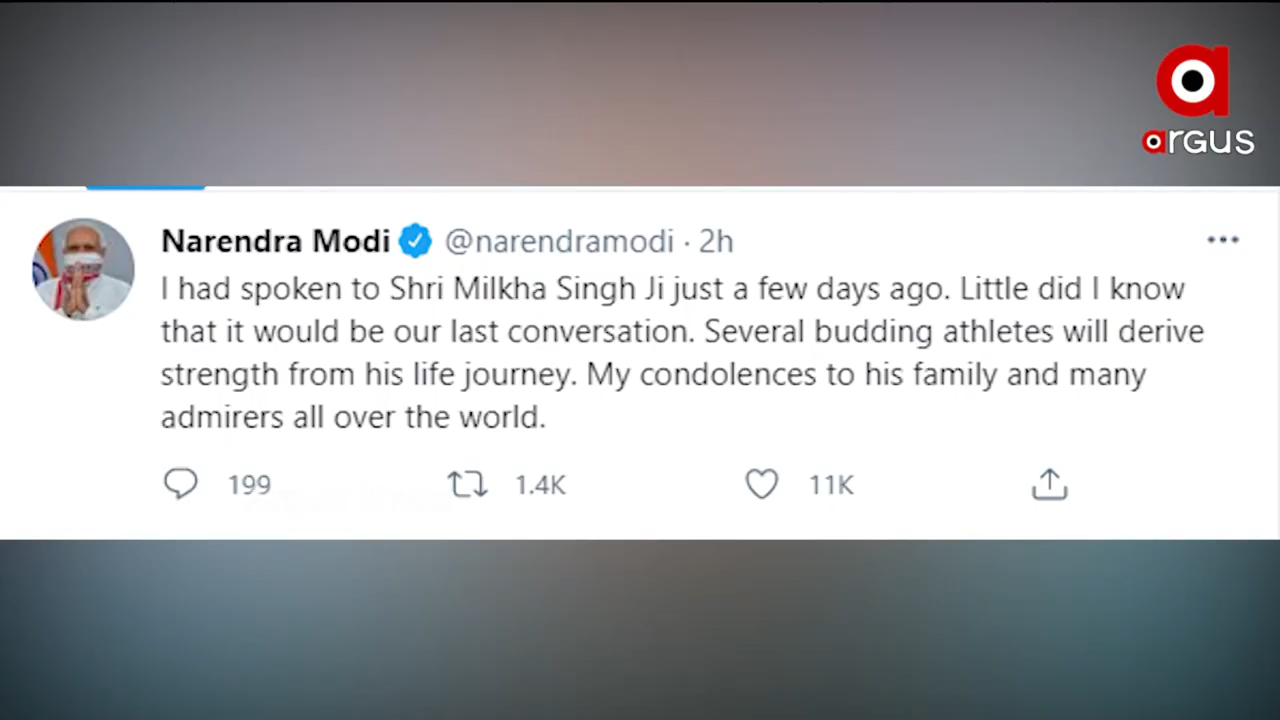 argus
Narendra Modi @narendramodi · 2h
I had spoken to Shri Milkha Singh Ji just a few days ago. Little did I know
that it would be our last conversation. Several budding athletes will derive
strength from his life journey. My condolences to his family and many
admirers all over the world.
199 1.4K 11K